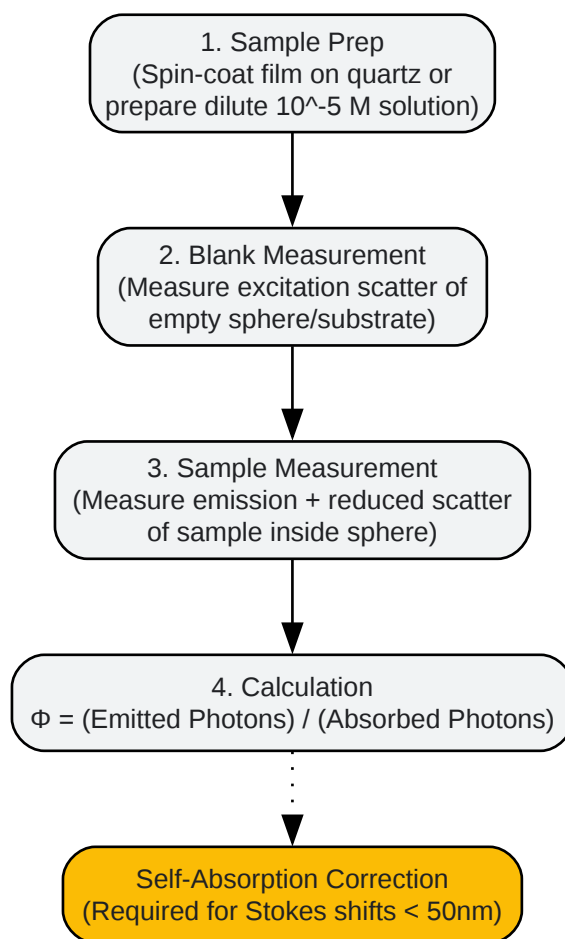 1. Sample Prep
(Spin-coat film on quartz or
prepare dilute 10^-5 M solution)
2. Blank Measurement
(Measure excitation scatter of
empty sphere/substrate)
3. Sample Measurement
(Measure emission + reduced scatter
of sample inside sphere)
4. Calculation
Φ = (Emitted Photons) / (Absorbed Photons)
Self-Absorption Correction
(Required for Stokes shifts < 50nm)